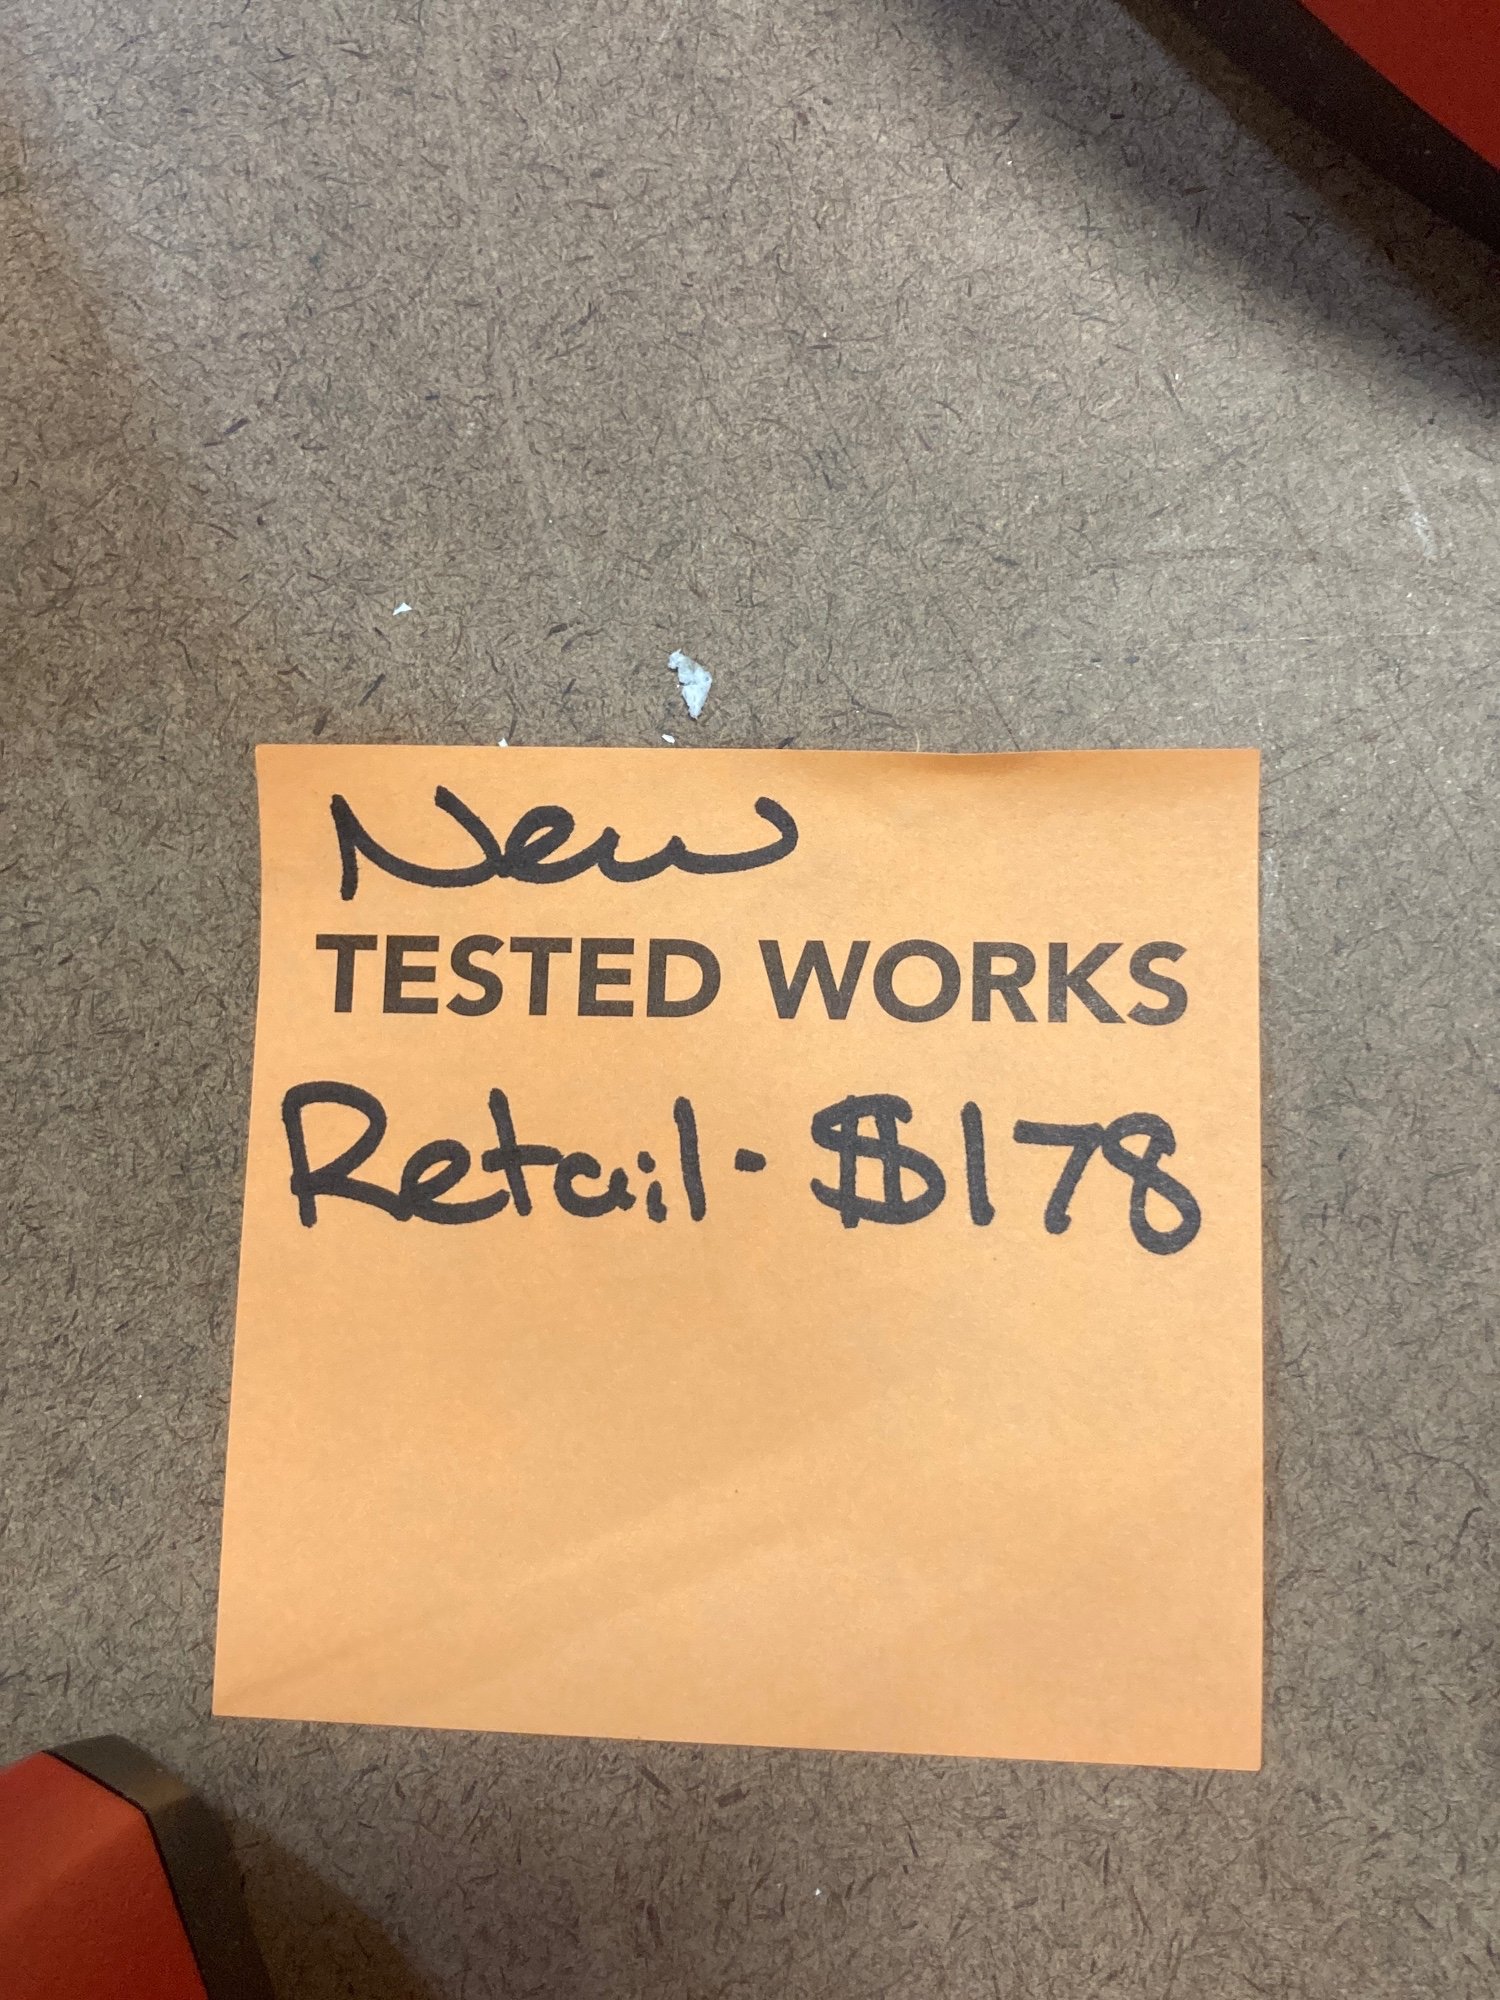 New
TESTED WORKS
Retail - $178